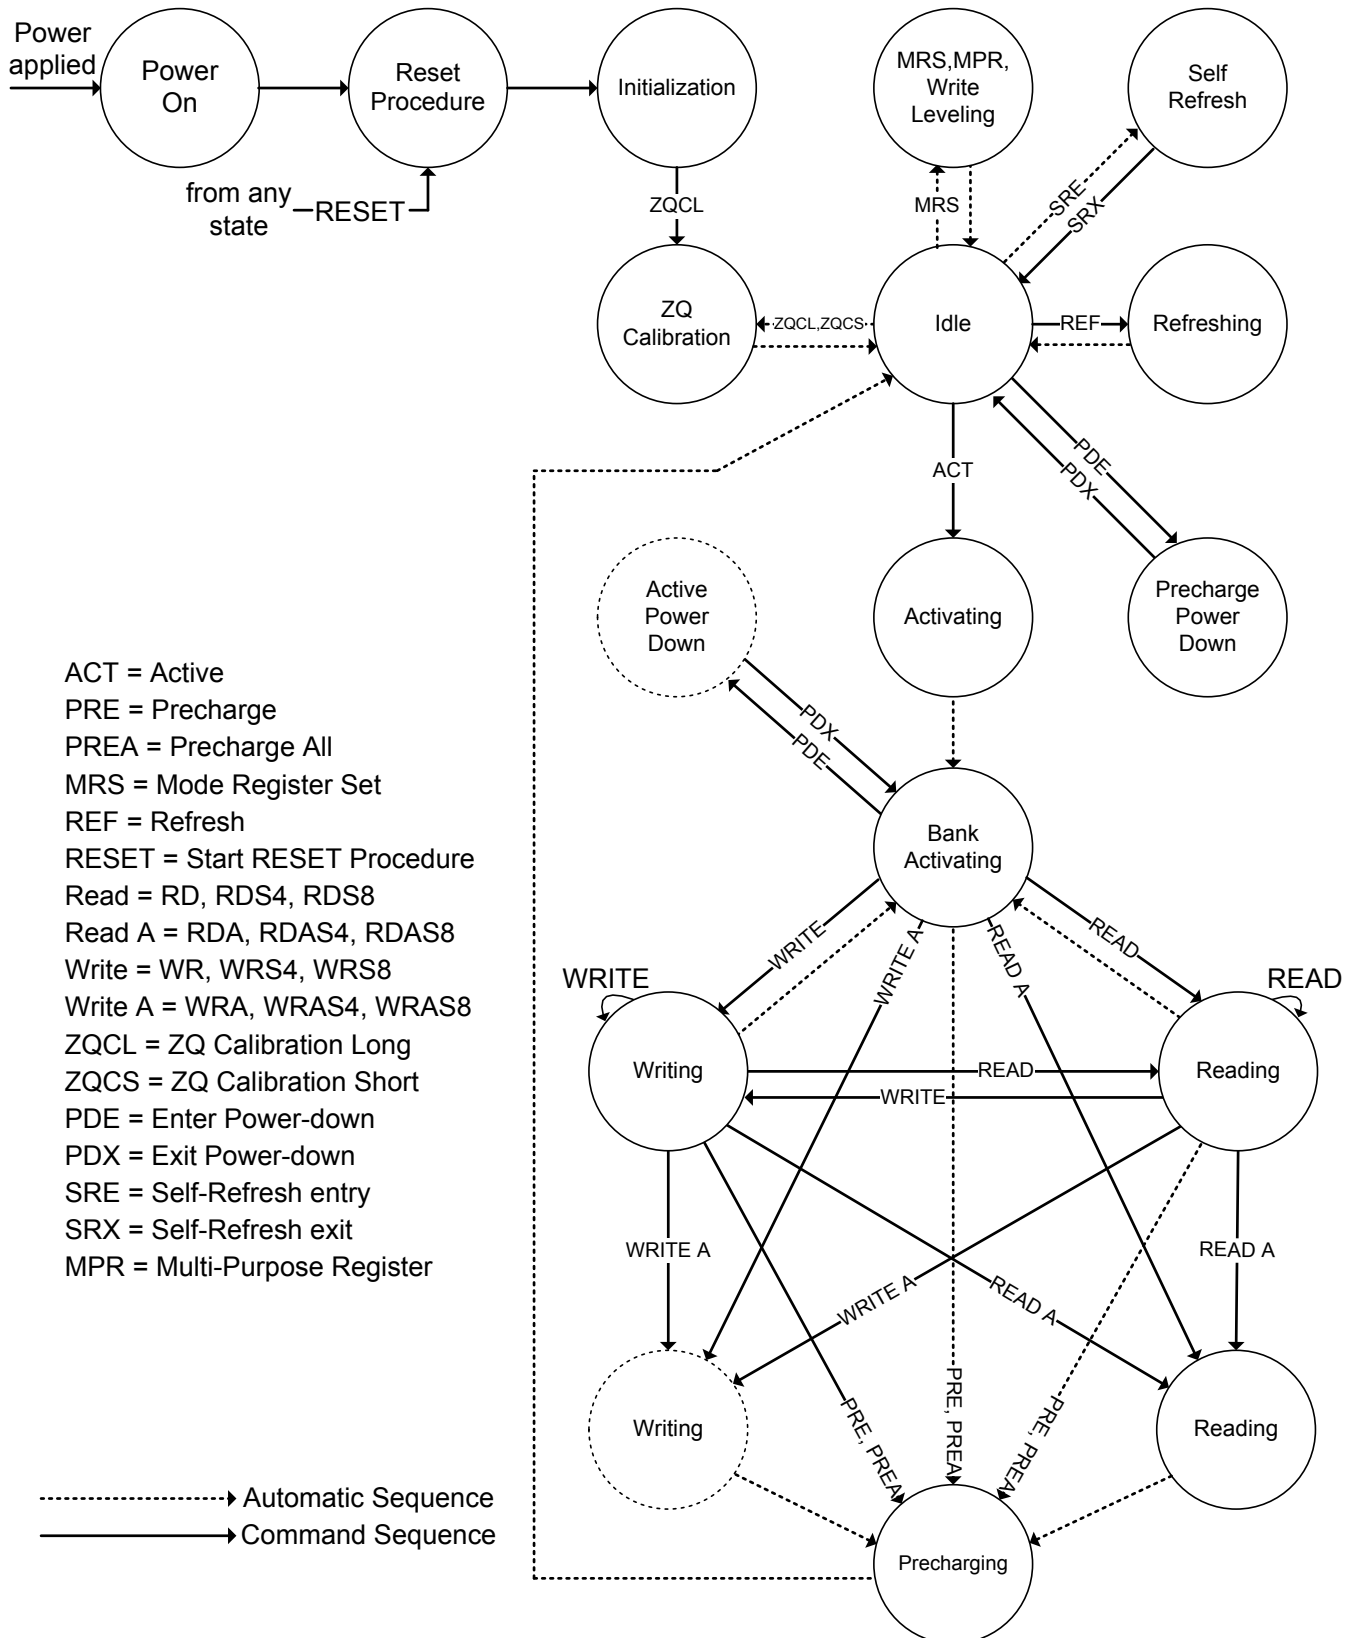 Power
applied
Power
On
Reset
Procedure
Initialization
MRS,MPR,
Write
Leveling
Self
Refresh
from any
state
RESET
ZQCL
MRS
SRE
SRX
ZQ
Calibration
ZQCL,ZQCS
Idle
REF
Refreshing
ACT
PDE
PDX
Active
Power
Down
Activating
Precharge
Power
Down
ACT = Active
PRE = Precharge
PREA = Precharge All
MRS = Mode Register Set
REF = Refresh
RESET = Start RESET Procedure
Read = RD, RDS4, RDS8
Read A = RDA, RDAS4, RDAS8
Write = WR, WRS4, WRS8
Write A = WRA, WRAS4, WRAS8
ZQCL = ZQ Calibration Long
ZQCS = ZQ Calibration Short
PDE = Enter Power-down
PDX = Exit Power-down
SRE = Self-Refresh entry
SRX = Self-Refresh exit
MPR = Multi-Purpose Register
PDX
PDE
Bank
Activating
WRITE
WRITE A
READ A
READ
WRITE
READ
Writing
READ
WRITE
Reading
WRITE A
WRITE A
READ A
READ A
Writing
PRE, PREA
PRE, PREA
PRE, PREA
Reading
Automatic Sequence
Command Sequence
Precharging